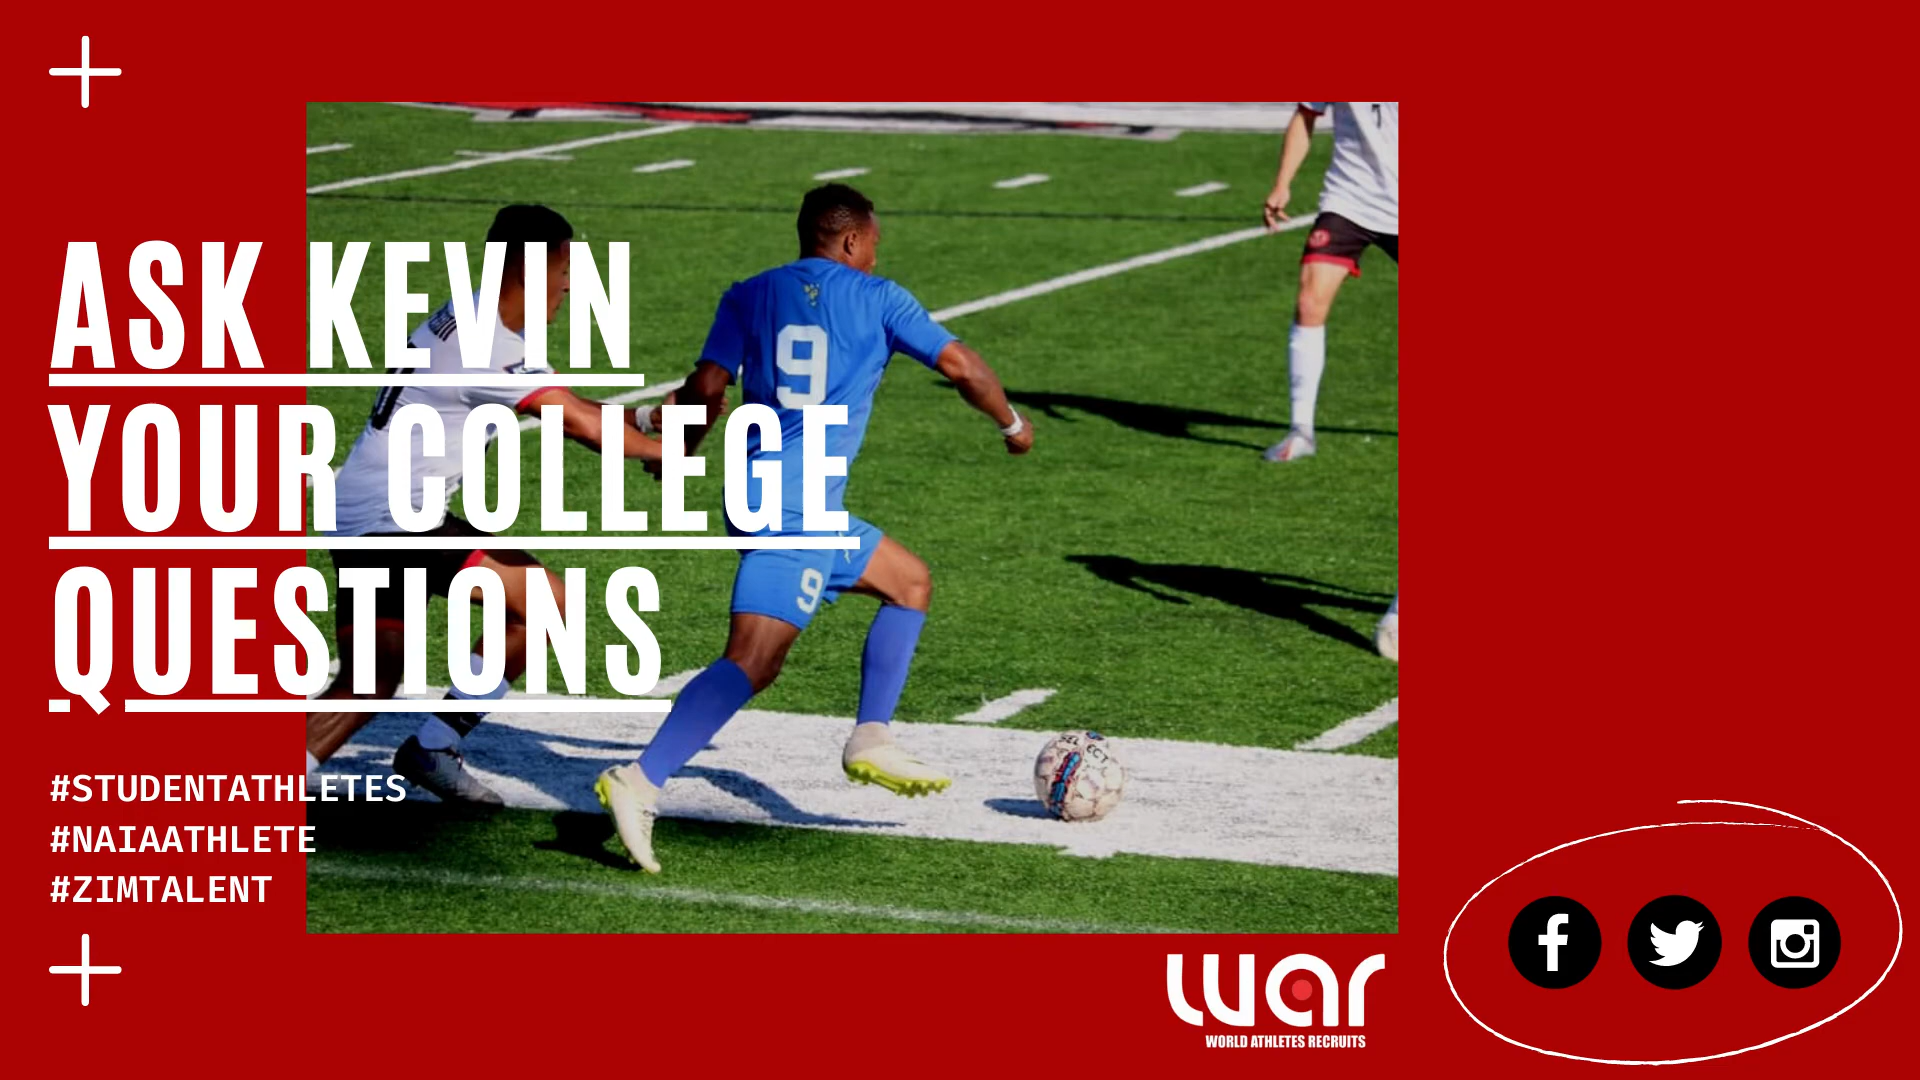 ASK KEVIN
YOUR COLLEGE
QUESTIONS
#STUDENTATHLETES
#NAIAATHLETE
#ZIMTALENT
9
9
war
WORLD ATHLETES RECRUITS